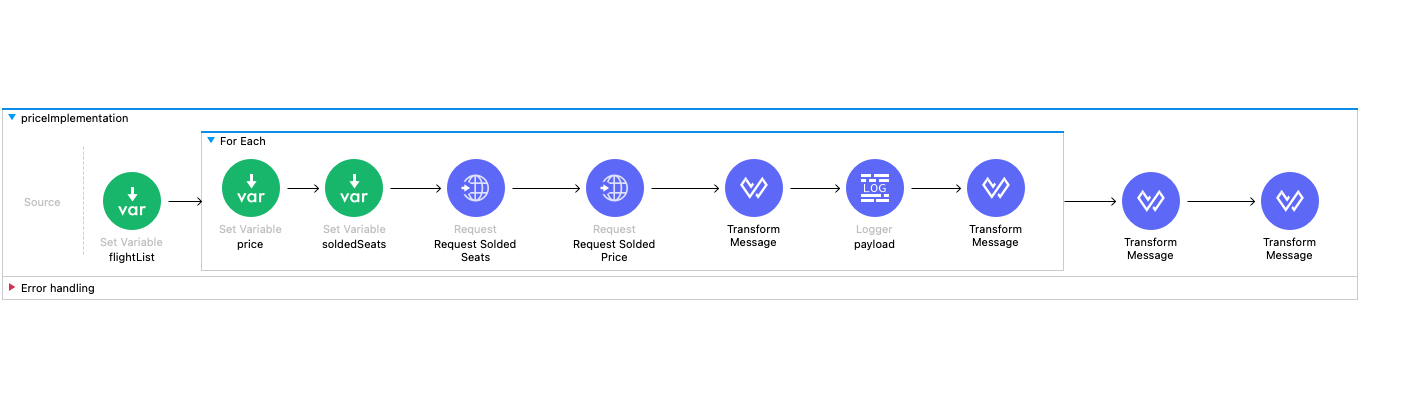 priceImplementation
For Each
Source
var
Set Variable
flightList
var
Set Variable
price
var
Set Variable
soldedSeats
Request
Request Solded
Seats
Request
Request Solded
Price
Transform
Message
LOG
Logger
payload
Transform
Message
Transform
Message
Transform
Message
Error handling